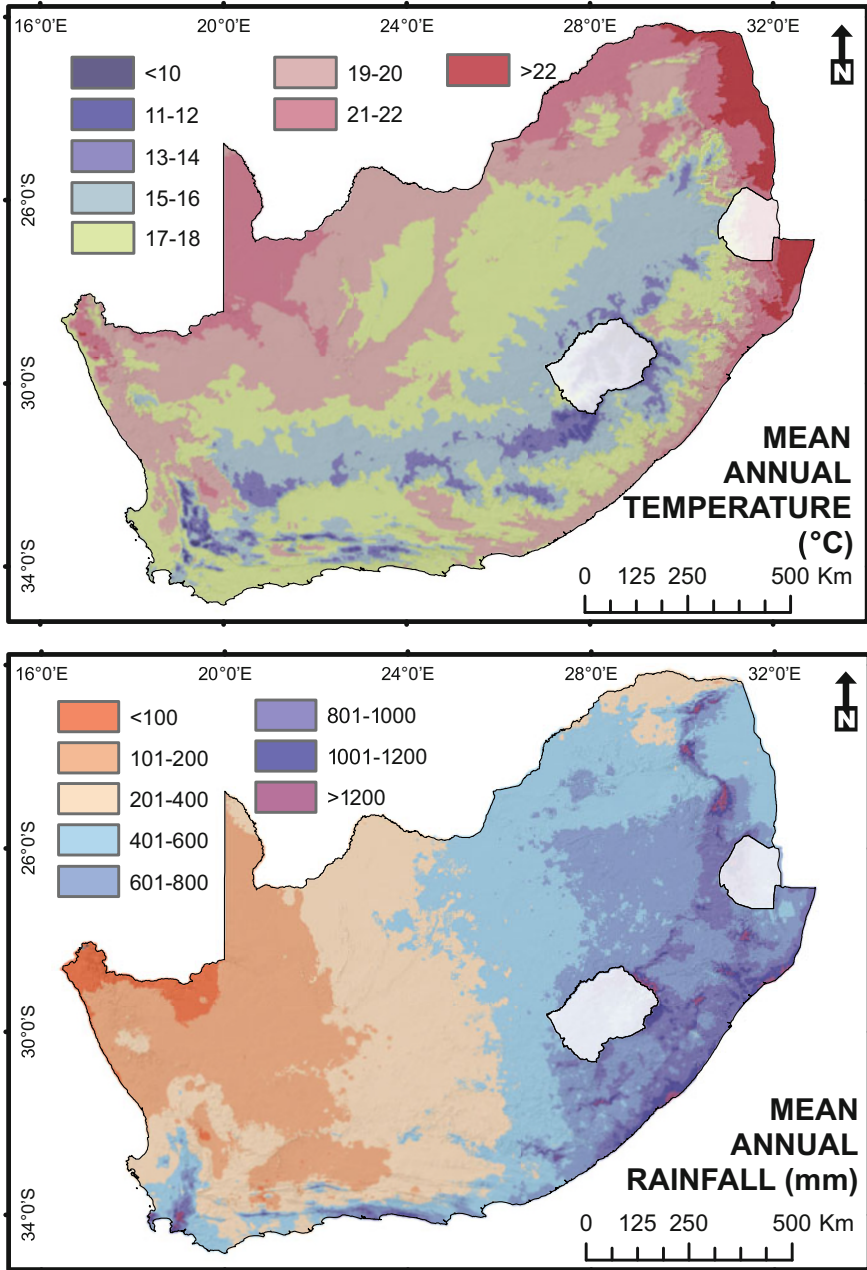 16°0'E 20°0'E 24°0'E 28°0'E 32°0'E
<10 19-20 >22 N
11-12 21-22
13-14
15-16
17-18
26°0'S
30°0'S
34°0'S
MEAN
ANNUAL
TEMPERATURE
(°C)
0 125 250 500 Km
16°0'E 20°0'E 24°0'E 28°0'E 32°0'E
<100 801-1000 N
101-200 1001-1200
201-400 >1200
401-600
601-800
26°0'S
30°0'S
34°0'S
MEAN
ANNUAL
RAINFALL (mm)
0 125 250 500 Km